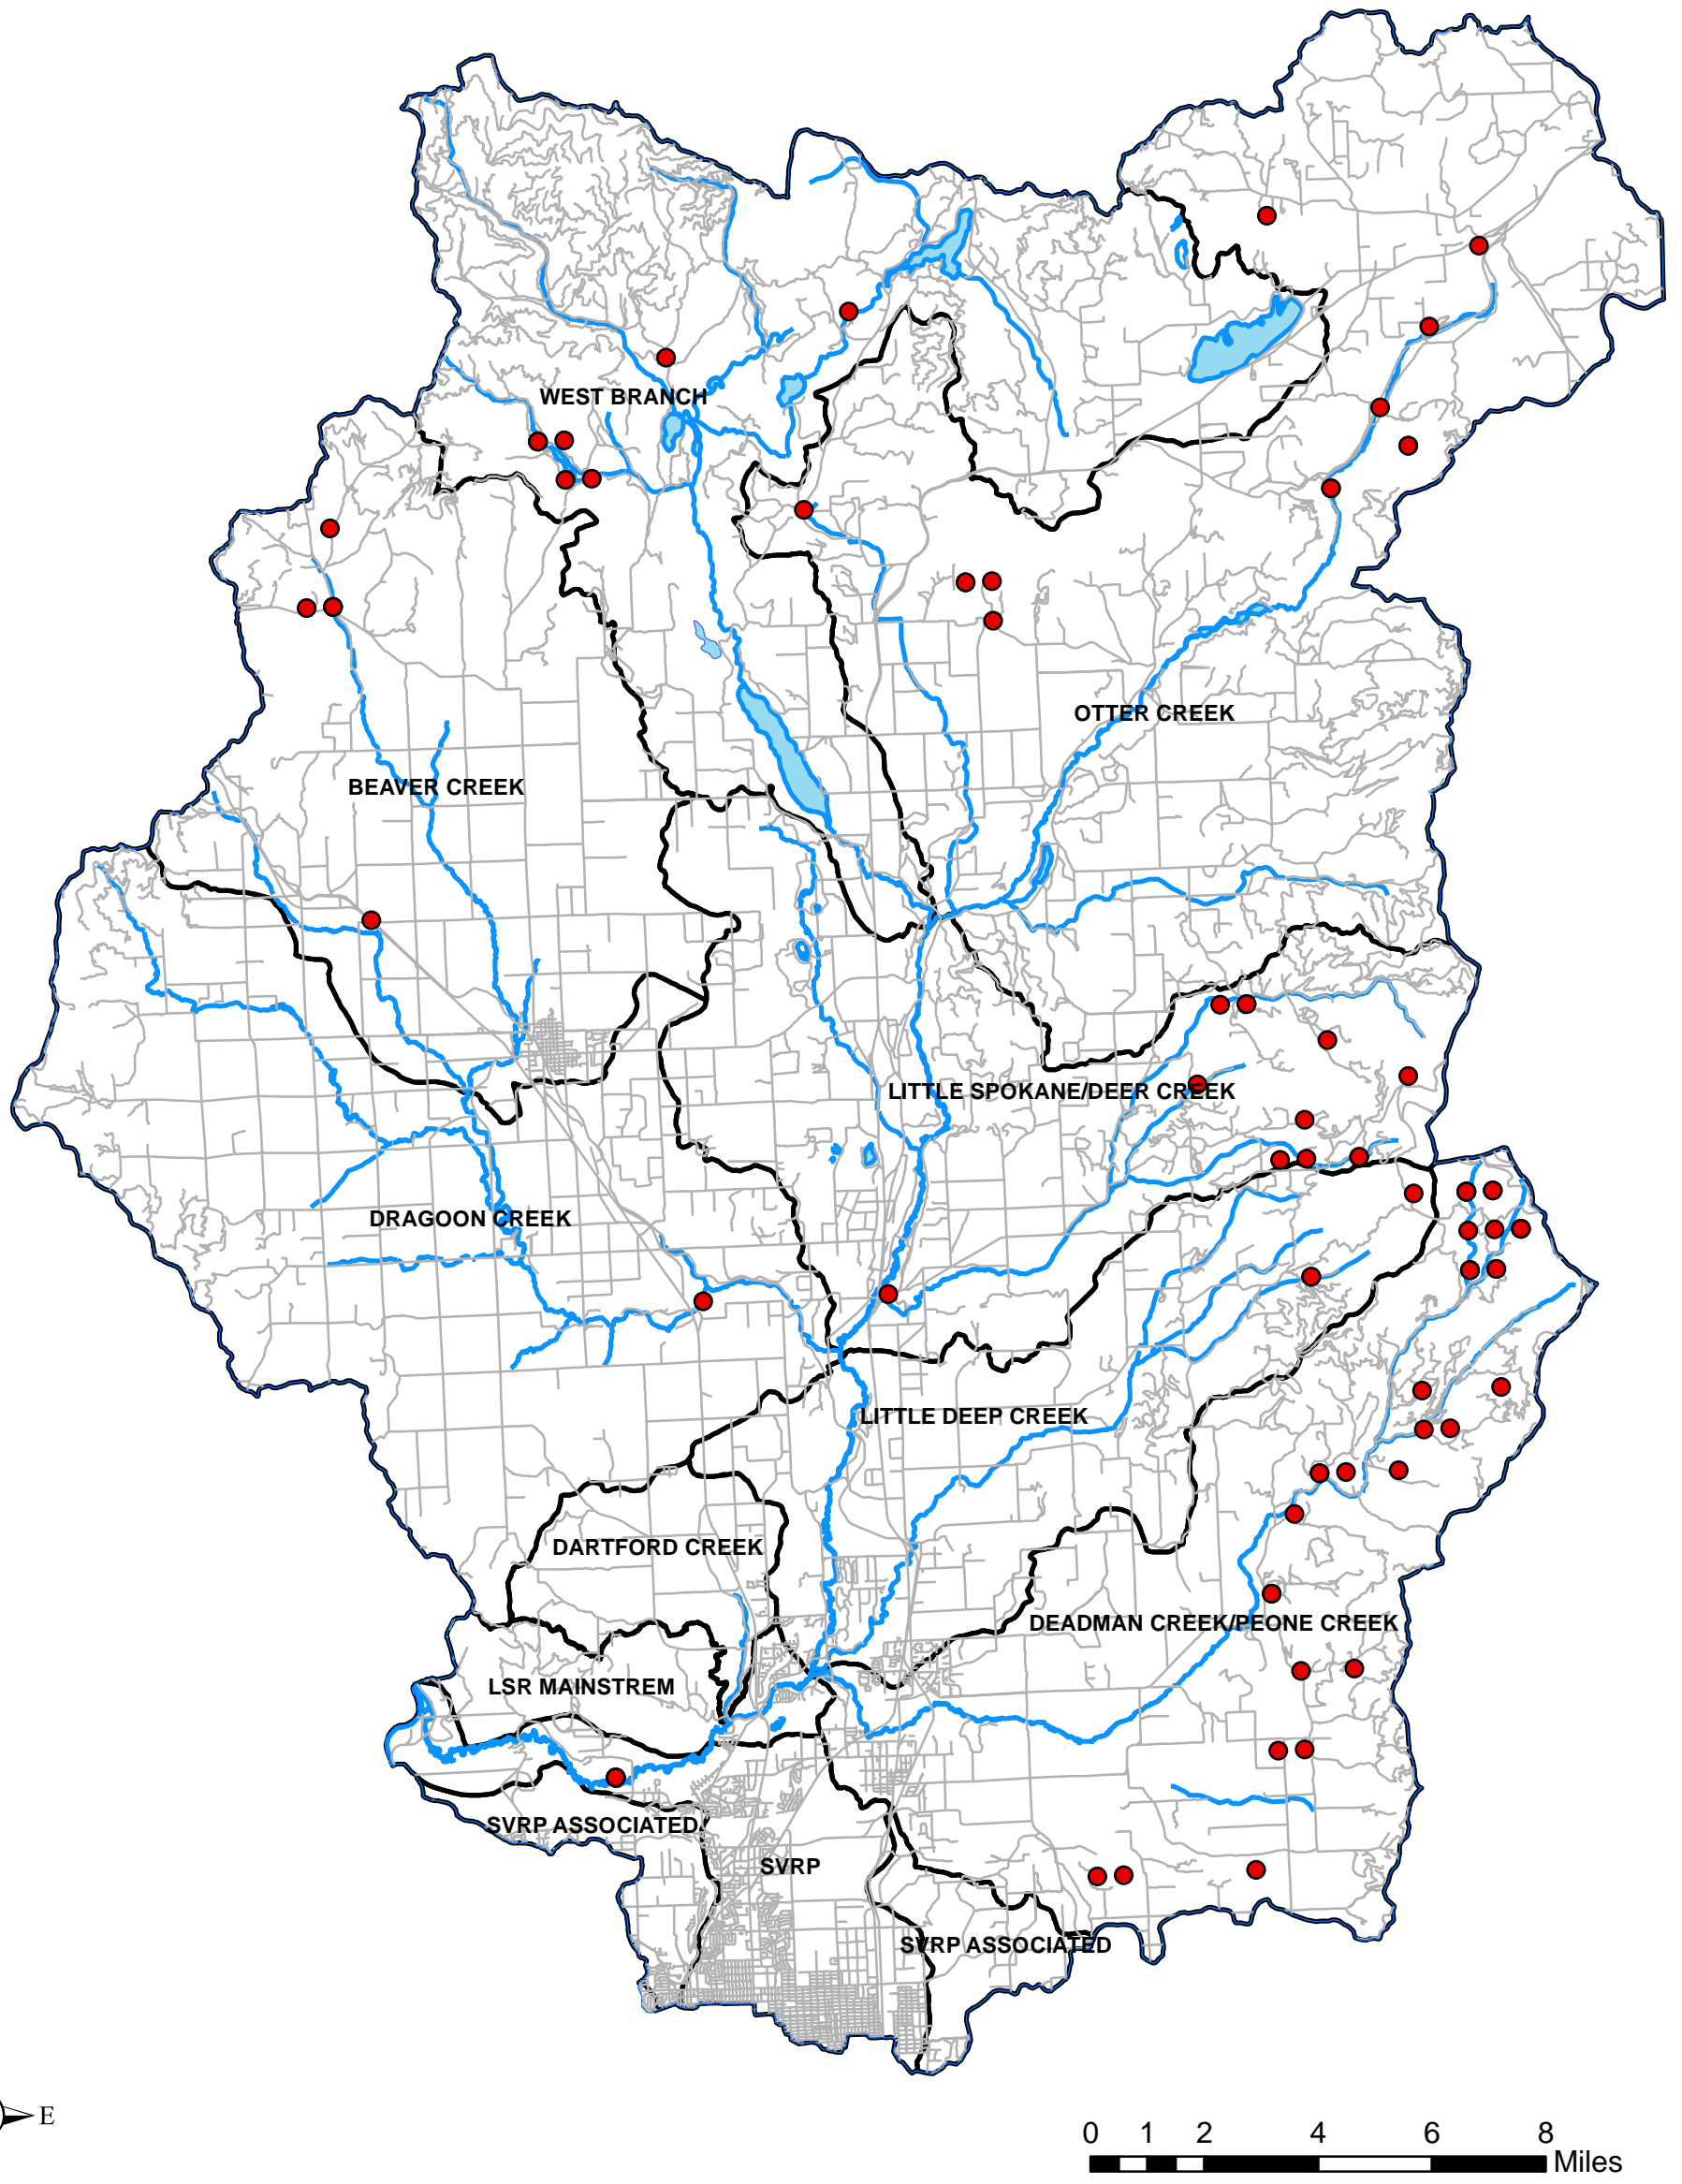 WEST BRANCH
OTTER CREEK
BEAVER CREEK
LITTLE SPOKANE/DEER CREEK
DRAGOON CREEK
LITTLE DEEP CREEK
DARTFORD CREEK
DEADMAN CREEK/PEONE CREEK
LSR MAINSTREM
SVRP ASSOCIATED
SVRP
SVRP ASSOCIATED
E
0 1 2 4 6 8
Miles